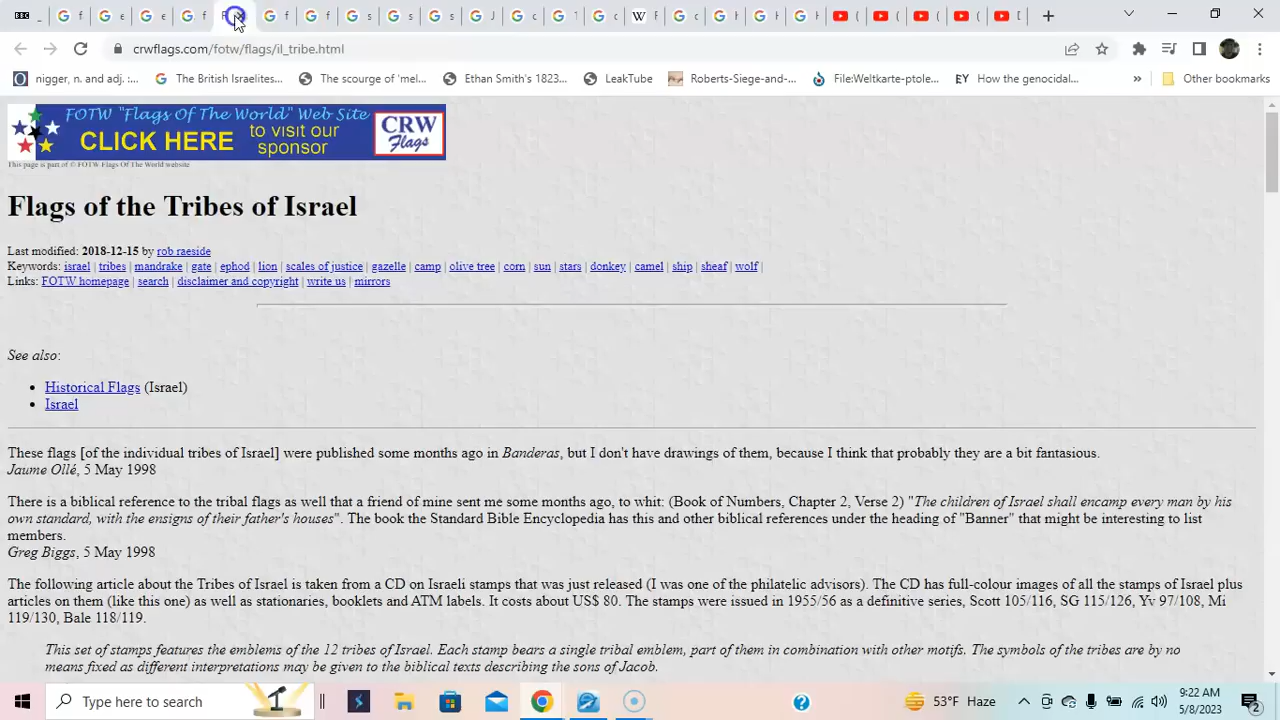 BBC
crwflags.com/fotw/flags/il_tribe.html
nigger, n. and adj. :...
The British Israelites...
The scourge of 'mel...
Ethan Smith's 1823...
LeakTube
Roberts-Siege-and-...
File:Weltkarte-ptole...
EY How the genocidal...
»
Other bookmarks
FOTW "Flags Of The World" Web Site
CLICK HERE to visit our sponsor
CRW Flags
This page is part of © FOTW Flags Of The World website
Flags of the Tribes of Israel
Last modified: 2018-12-15 by rob raeside
Keywords: israel | tribes | mandrake | gate | ephod | lion | scales of justice | gazelle | camp | olive tree | corn | sun | stars | donkey | camel | ship | sheaf | wolf |
Links: FOTW homepage | search | disclaimer and copyright | write us | mirrors
See also:
• Historical Flags (Israel)
• Israel
These flags [of the individual tribes of Israel] were published some months ago in Banderas, but I don't have drawings of them, because I think that probably they are a bit fantasious.
Jaume Ollé, 5 May 1998
There is a biblical reference to the tribal flags as well that a friend of mine sent me some months ago, to whit: (Book of Numbers, Chapter 2, Verse 2) "The children of Israel shall encamp every man by his
own standard, with the ensigns of their father's houses". The book the Standard Bible Encyclopedia has this and other biblical references under the heading of "Banner" that might be interesting to list
members.
Greg Biggs, 5 May 1998
The following article about the Tribes of Israel is taken from a CD on Israeli stamps that was just released (I was one of the philatelic advisors). The CD has full-colour images of all the stamps of Israel plus
articles on them (like this one) as well as stationaries, booklets and ATM labels. It costs about US$ 80. The stamps were issued in 1955/56 as a definitive series, Scott 105/116, SG 115/126, Yv 97/108, Mi
119/130, Bale 118/119.
This set of stamps features the emblems of the 12 tribes of Israel. Each stamp bears a single tribal emblem, part of them in combination with other motifs. The symbols of the tribes are by no
means fixed as different interpretations may be given to the biblical texts describing the sons of Jacob.
Type here to search
53°F Haze
9:22 AM
5/8/2023
2